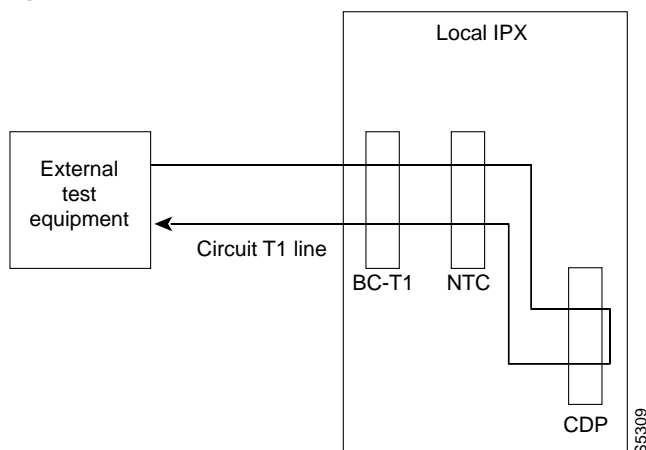 Local IPX
External
test
equipment
Circuit T1 line
BC-T1
NTC
CDP
S5309